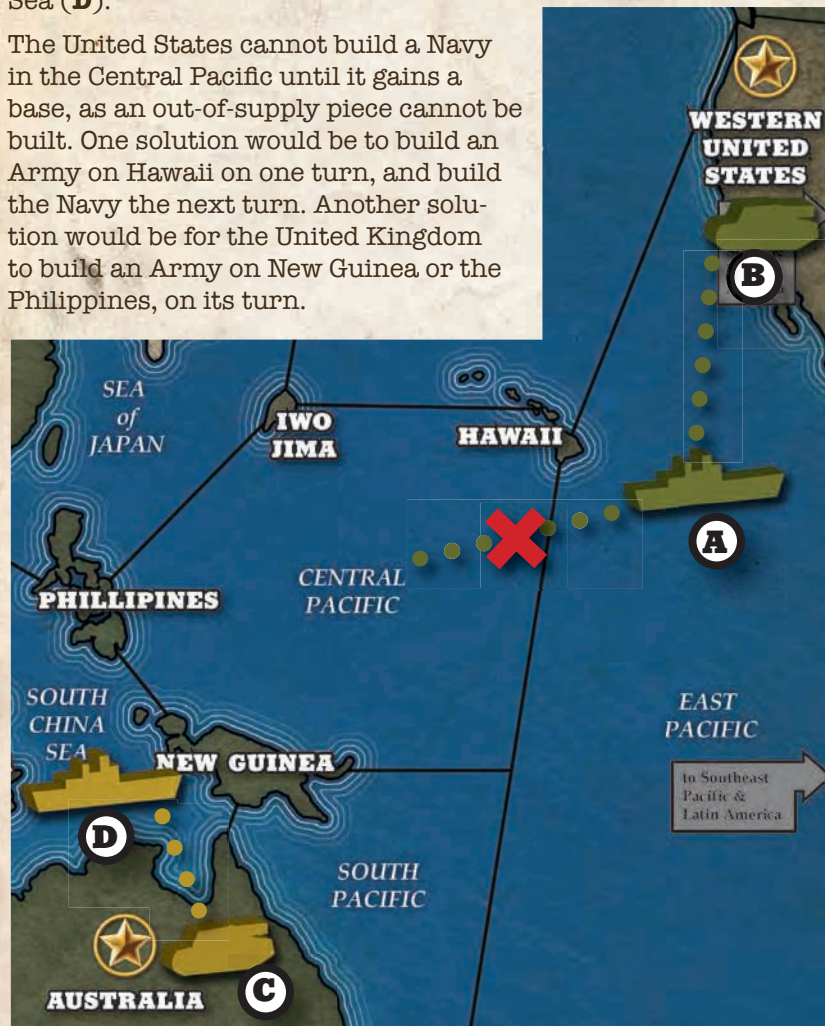 Sea (D).
The United States cannot build a Navy
in the Central Pacific until it gains a
base, as an out-of-supply piece cannot be
built. One solution would be to build an
Army on Hawaii on one turn, and build
the Navy the next turn. Another solu-
tion would be for the United Kingdom
to build an Army on New Guinea or the
Philippines, on its turn.
WESTERN
UNITED
STATES
B
SEA
of
JAPAN
IWO
JIMA
HAWAII
A
CENTRAL
PACIFIC
PHILLIPINES
SOUTH
CHINA
SEA
EAST
PACIFIC
NEW GUINEA
to Southeast
Pacific &
Latin America
D
SOUTH
PACIFIC
C
AUSTRALIA